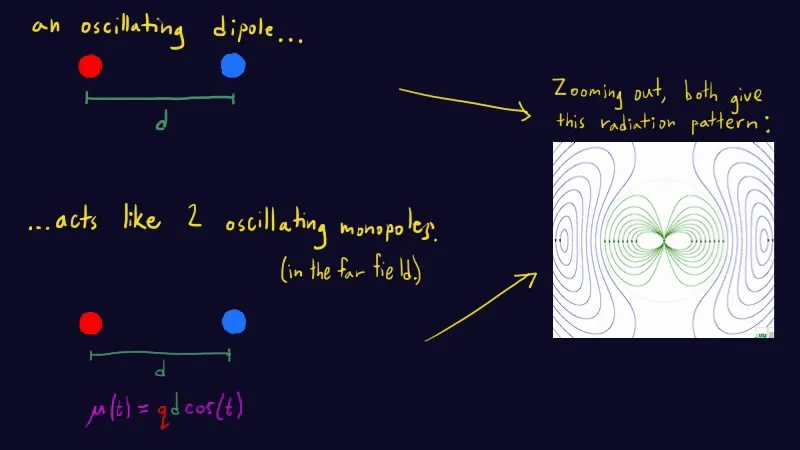 an oscillating dipole...
d
Zooming out, both give
this radiation pattern:
...acts like 2 oscillating monopoles.
(in the far field.)
d
μ(t) = qd cos(t)